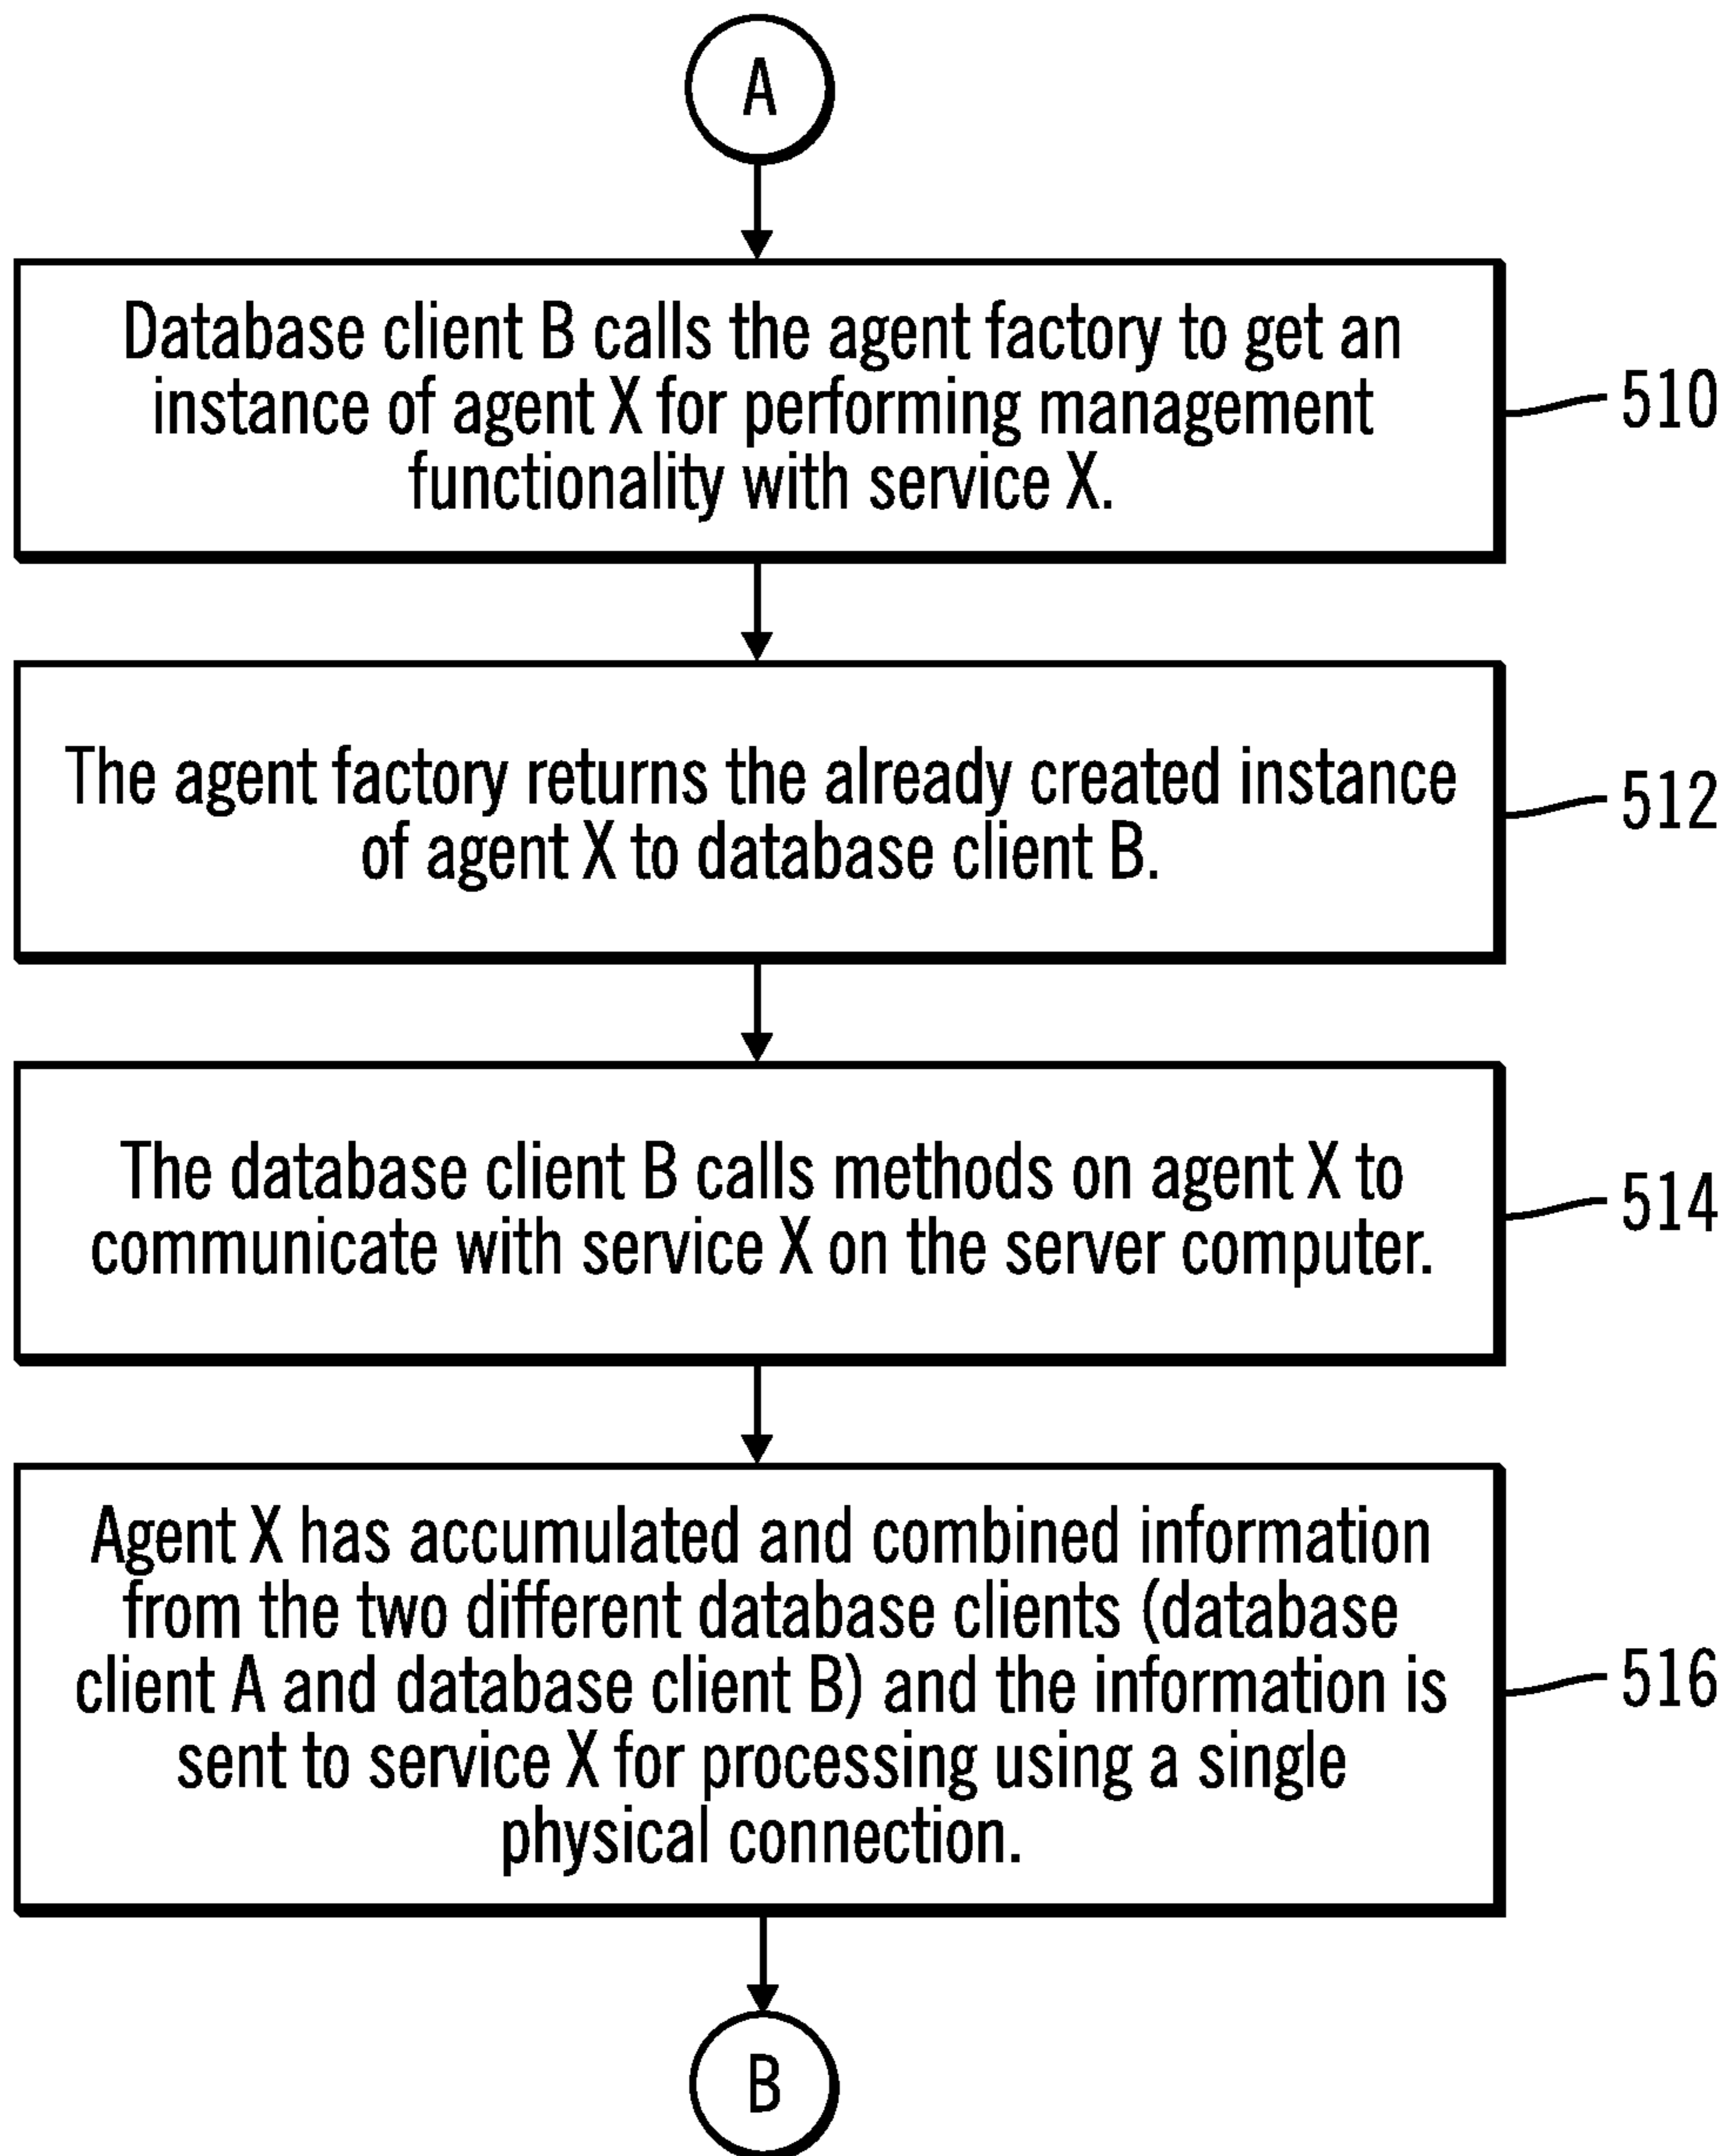 A
Database client B calls the agent factory to get an
instance of agent X for performing management
functionality with service X.
510
The agent factory returns the already created instance
of agent X to database client B.
512
The database client B calls methods on agent X to
communicate with service X on the server computer.
514
Agent X has accumulated and combined information
from the two different database clients (database
client A and database client B) and the information is
sent to service X for processing using a single
physical connection.
516
B